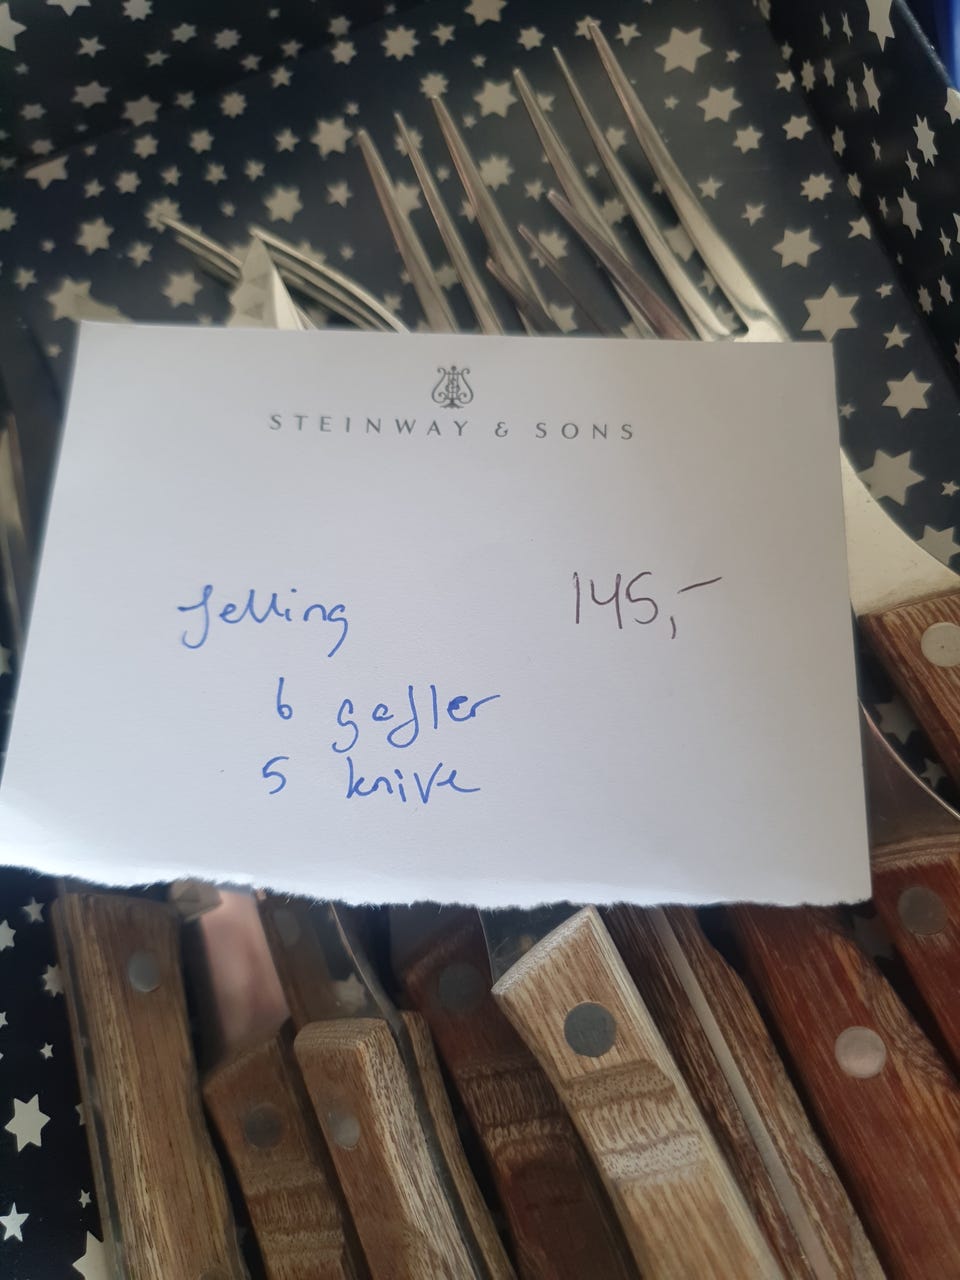 STEINWAY & SONS
Jelling 145,-
6 gafler
5 knive